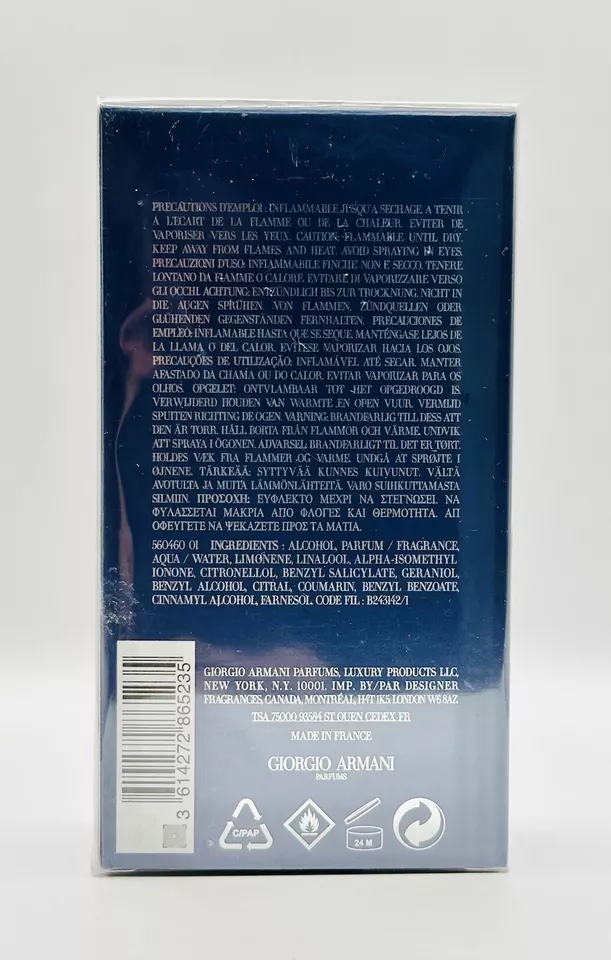 PRECAUTIONS D'EMPLOI : INFLAMMABLE JUSQU'A SECHAGE. A TENIR
A L'ECART DE LA FLAMME OU DE LA CHALEUR. EVITER DE
VAPORISER VERS LES YEUX. CAUTION: FLAMMABLE UNTIL DRY.
KEEP AWAY FROM FLAMES AND HEAT. AVOID SPRAYING IN EYES.
PRECAUZIONI D'USO: INFIAMMABILE FINCHE NON È SECCO. TENERE
LONTANO DA FIAMME O CALORE. EVITARE DI VAPORIZZARE VERSO
GLI OCCHI. ACHTUNG: ENTZÜNDLICH BIS ZUR TROCKNUNG. NICHT IN
DIE AUGEN SPRÜHEN. VON FLAMMEN, ZÜNDQUELLEN ODER
GLÜHENDEN GEGENSTÄNDEN FERNHALTEN. PRECAUCIONES DE
EMPLEO: INFLAMABLE HASTA QUE SE SEQUE. MANTÉNGASE LEJOS DE
LA LLAMA O DEL CALOR. EVÍTESE VAPORIZAR HACIA LOS OJOS.
PRECAUÇÕES DE UTILIZAÇÃO: INFLAMÁVEL ATÉ SECAR. MANTER
AFASTADO DA CHAMA OU DO CALOR. EVITAR VAPORIZAR PARA OS
OLHOS. OPGELET: ONTVLAMBAAR TOT HET OPGEDROOGD IS.
VERWIJDERD HOUDEN VAN WARMTE EN OPEN VUUR. VERMIJD
SPUITEN RICHTING DE OGEN. VARNING: BRANDFARLIG TILL DESS ATT
DEN ÄR TORR. HÅLL BORTA FRÅN FLAMMOR OCH VÄRME. UNDVIK
ATT SPRAYA I ÖGONEN. ADVARSEL: BRANDFARLIGT TIL DET ER TØRT.
HOLDES VÆK FRA FLAMMER OG VARME. UNDGÅ AT SPRØJTE I
ØJNENE. TÄRKEÄÄ: SYTTYVÄÄ KUNNES KUIVUNUT. VÄLTÄ
AVOTULTA JA MUITA LÄMMÖNLÄHTEITÄ. VARO SUIHKUTTAMASTA
SILMIIN. ΠΡΟΣΟΧΗ: ΕΥΦΛΕΚΤΟ ΜΕΧΡΙ ΝΑ ΣΤΕΓΝΩΣΕΙ. ΝΑ
ΦΥΛΑΣΣΕΤΑΙ ΜΑΚΡΙΑ ΑΠΟ ΦΛΟΓΕΣ ΚΑΙ ΘΕΡΜΟΤΗΤΑ. ΑΠ
ΟΦΕΥΓΕΤΕ ΝΑ ΨΕΚΑΖΕΤΕ ΠΡΟΣ ΤΑ ΜΑΤΙΑ.
560460 01 INGREDIENTS : ALCOHOL, PARFUM / FRAGRANCE,
AQUA / WATER, LIMONENE, LINALOOL, ALPHA-ISOMETHYL
IONONE, CITRONELLOL, BENZYL SALICYLATE, GERANIOL,
BENZYL ALCOHOL, CITRAL, COUMARIN, BENZYL BENZOATE,
CINNAMYL ALCOHOL, FARNESOL. CODE FIL : B243142/1
GIORGIO ARMANI PARFUMS, LUXURY PRODUCTS LLC,
NEW YORK, N.Y. 10001. IMP. BY/PAR DESIGNER
FRAGRANCES, CANADA, MONTRÉAL, H4T 1K5. LONDON W6 8AZ.
TSA 75000 93584 ST OUEN CEDEX FR
MADE IN FRANCE
GIORGIO ARMANI
PARFUMS
3 614272 865235
C/PAP
24 M